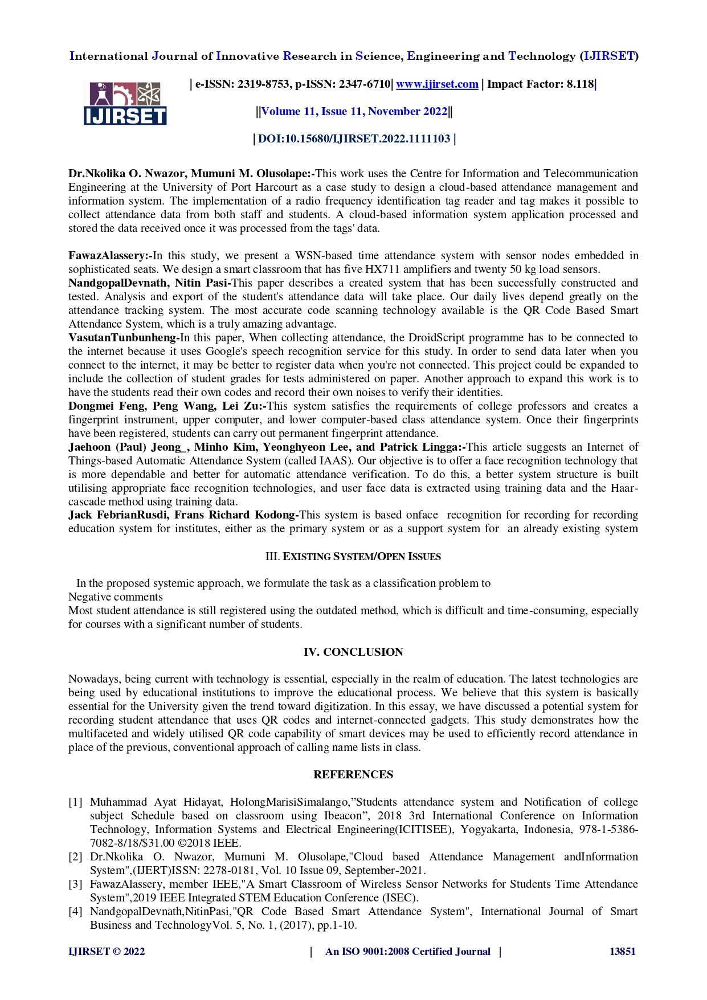 International Journal of Innovative Research in Science, Engineering and Technology (IJIRSET)
| e-ISSN: 2319-8753, p-ISSN: 2347-6710| www.ijirset.com | Impact Factor: 8.118|
IJIRSET
||Volume 11, Issue 11, November 2022||
| DOI:10.15680/IJIRSET.2022.1111103 |
Dr.Nkolika O. Nwazor, Mumuni M. Olusolape:-This work uses the Centre for Information and Telecommunication
Engineering at the University of Port Harcourt as a case study to design a cloud-based attendance management and
information system. The implementation of a radio frequency identification tag reader and tag makes it possible to
collect attendance data from both staff and students. A cloud-based information system application processed and
stored the data received once it was processed from the tags' data.
FawazAlassery:-In this study, we present a WSN-based time attendance system with sensor nodes embedded in
sophisticated seats. We design a smart classroom that has five HX711 amplifiers and twenty 50 kg load sensors.
NandgopalDevnath, Nitin Pasi-This paper describes a created system that has been successfully constructed and
tested. Analysis and export of the student's attendance data will take place. Our daily lives depend greatly on the
attendance tracking system. The most accurate code scanning technology available is the QR Code Based Smart
Attendance System, which is a truly amazing advantage.
VasutanTunbunheng-In this paper, When collecting attendance, the DroidScript programme has to be connected to
the internet because it uses Google's speech recognition service for this study. In order to send data later when you
connect to the internet, it may be better to register data when you're not connected. This project could be expanded to
include the collection of student grades for tests administered on paper. Another approach to expand this work is to
have the students read their own codes and record their own noises to verify their identities.
Dongmei Feng, Peng Wang, Lei Zu:-This system satisfies the requirements of college professors and creates a
fingerprint instrument, upper computer, and lower computer-based class attendance system. Once their fingerprints
have been registered, students can carry out permanent fingerprint attendance.
Jaehoon (Paul) Jeong_, Minho Kim, Yeonghyeon Lee, and Patrick Lingga:-This article suggests an Internet of
Things-based Automatic Attendance System (called IAAS). Our objective is to offer a face recognition technology that
is more dependable and better for automatic attendance verification. To do this, a better system structure is built
utilising appropriate face recognition technologies, and user face data is extracted using training data and the Haar-
cascade method using training data.
Jack FebrianRusdi, Frans Richard Kodong-This system is based onface recognition for recording for recording
education system for institutes, either as the primary system or as a support system for an already existing system
III. EXISTING SYSTEM/OPEN ISSUES
In the proposed systemic approach, we formulate the task as a classification problem to
Negative comments
Most student attendance is still registered using the outdated method, which is difficult and time-consuming, especially
for courses with a significant number of students.
IV. CONCLUSION
Nowadays, being current with technology is essential, especially in the realm of education. The latest technologies are
being used by educational institutions to improve the educational process. We believe that this system is basically
essential for the University given the trend toward digitization. In this essay, we have discussed a potential system for
recording student attendance that uses QR codes and internet-connected gadgets. This study demonstrates how the
multifaceted and widely utilised QR code capability of smart devices may be used to efficiently record attendance in
place of the previous, conventional approach of calling name lists in class.
REFERENCES
[1] Muhammad Ayat Hidayat, HolongMarisiSimalango,”Students attendance system and Notification of college
subject Schedule based on classroom using Ibeacon”, 2018 3rd International Conference on Information
Technology, Information Systems and Electrical Engineering(ICITISEE), Yogyakarta, Indonesia, 978-1-5386-
7082-8/18/$31.00 ©2018 IEEE.
[2] Dr.Nkolika O. Nwazor, Mumuni M. Olusolape,"Cloud based Attendance Management andInformation
System",(IJERT)ISSN: 2278-0181, Vol. 10 Issue 09, September-2021.
[3] FawazAlassery, member IEEE,"A Smart Classroom of Wireless Sensor Networks for Students Time Attendance
System",2019 IEEE Integrated STEM Education Conference (ISEC).
[4] NandgopalDevnath,NitinPasi,"QR Code Based Smart Attendance System", International Journal of Smart
Business and TechnologyVol. 5, No. 1, (2017), pp.1-10.
IJIRSET © 2022 | An ISO 9001:2008 Certified Journal | 13851